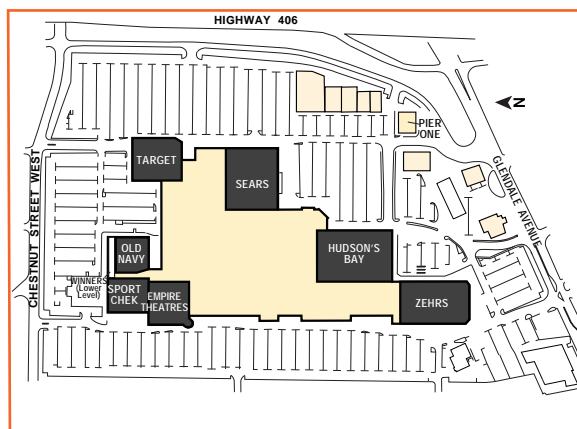 HIGHWAY 406
N
PIER
ONE
TARGET
SEARS
CHESTNUT STREET WEST
GLENDALE AVENUE
OLD
NAVY
HUDSON'S
BAY
WINNERS
(Lower
Level)
SPORT
CHEK
EMPIRE
THEATRES
ZEHRS